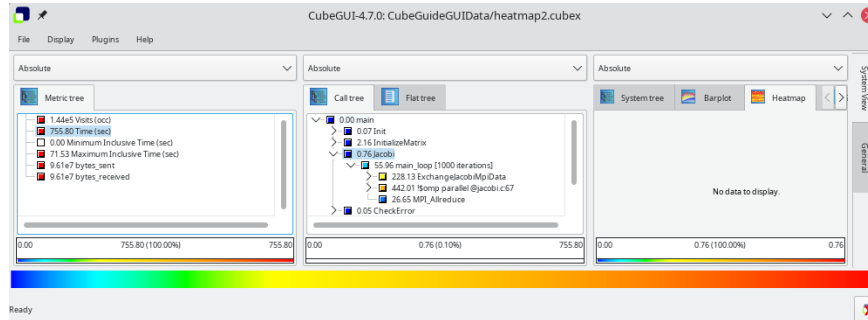 CubeGUI-4.7.0: CubeGuideGUIData/heatmap2.cubex
File Display Plugins Help
Absolute
Absolute
Absolute
Metric tree
Call tree
Flat tree
System tree
Barplot
Heatmap
1.44e5 Visits (occ)
755.80 Time (sec)
0.00 Minimum Inclusive Time (sec)
71.53 Maximum Inclusive Time (sec)
9.61e7 bytes_sent
9.61e7 bytes_received
0.00 main
0.07 Init
2.16 InitializeMatrix
0.76 Jacobi
55.96 main_loop [1000 iterations]
228.13 ExchangeJacobiMpiData
442.01 !$omp parallel @jacobi.c:67
26.65 MPI_Allreduce
0.05 CheckError
No data to display.
System View
General
0.00 755.80 (100.00%) 755.80
0.00 0.76 (0.10%) 755.80
0.00 0.76 (100.00%) 0.76
Ready